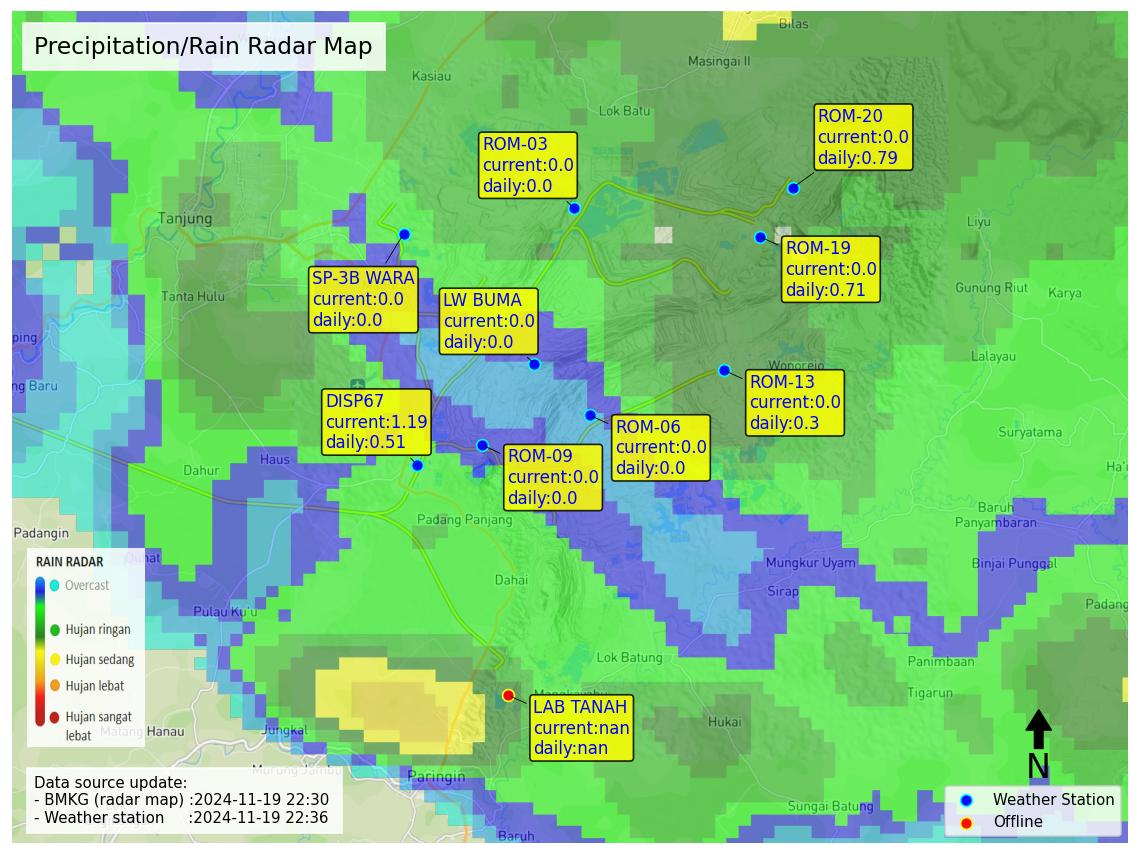 Precipitation/Rain Radar Map
Bilas
Masingai II
Kasiau
Lok Batu
ROM-20
current:0.0
daily:0.79
ROM-03
current:0.0
daily:0.0
Tanjung
Liyu
ROM-19
current:0.0
daily:0.71
SP-3B WARA
current:0.0
daily:0.0
LW BUMA
current:0.0
daily:0.0
Tanta Hulu
Gunung Riut
Karya
ping
Lalayau
Wonorejo
ng Baru
ROM-13
current:0.0
daily:0.3
DISP67
current:1.19
daily:0.51
ROM-06
current:0.0
daily:0.0
Suryatama
ROM-09
current:0.0
daily:0.0
Haus
Dahur
Ha'u
Padang Panjang
Baruh
Panyambaran
Padangin
Mungkur Uyam
Binjai Punggal
Dahai
Sirap
Padang
Pulau Ku'u
RAIN RADAR
Overcast
Hujan ringan
Hujan sedang
Hujan lebat
Hujan sangat
lebat
Lok Batung
Panimbaan
Tigarun
LAB TANAH
current:nan
daily:nan
Hukai
Jungkal
Manau
Paringin
N
Data source update:
- BMKG (radar map) :2024-11-19 22:30
- Weather station :2024-11-19 22:36
Sungai Batung
Baruh
Weather Station
Offline